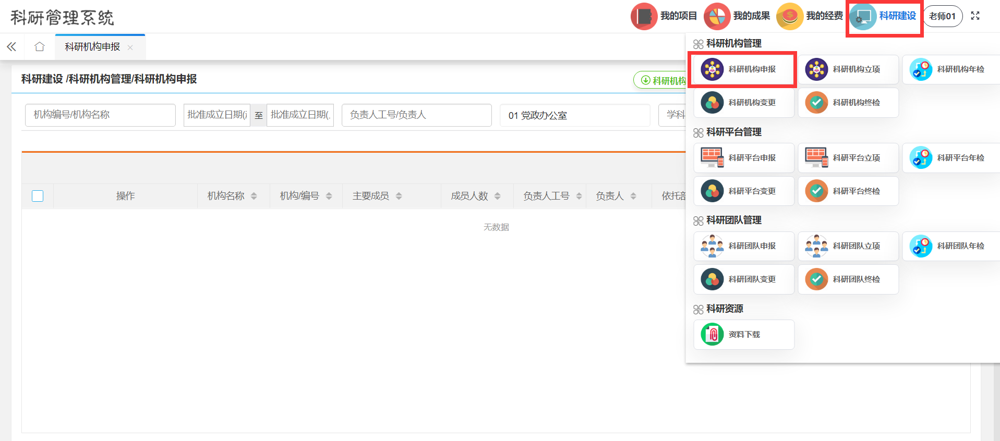 科研管理系统
我的项目 我的成果 我的经费 科研建设 老师01
科研机构申报
科研建设 /科研机构管理/科研机构申报
科研机构
机构编号/机构名称 批准成立日期( 至 批准成立日期(. 负责人工号/负责人 01 党政办公室 学科
操作 机构名称 机构/编号 主要成员 成员人数 负责人工号 负责人 依托部
无数据
科研机构管理
科研机构申报 科研机构立项 科研机构年检
科研机构变更 科研机构终检
科研平台管理
科研平台申报 科研平台立项 科研平台年检
科研平台变更 科研平台终检
科研团队管理
科研团队申报 科研团队立项 科研团队年检
科研团队变更 科研团队终检
科研资源
资料下载